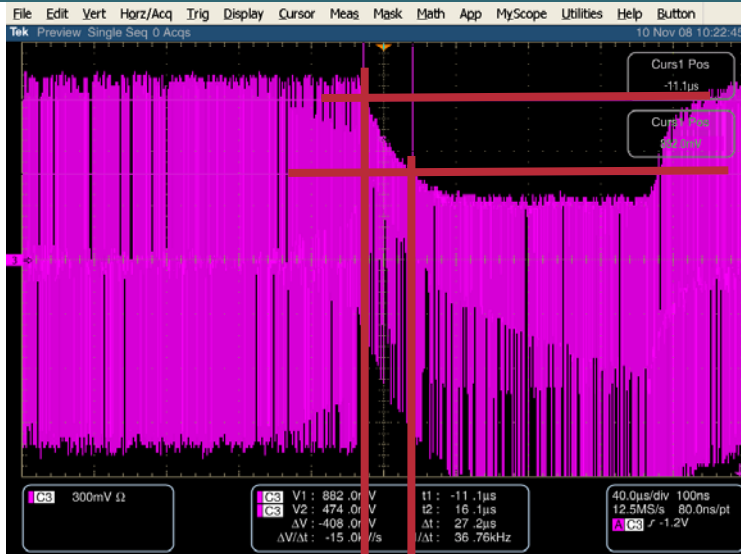 File Edit Vert Horz/Acq Trig Display Cursor Meas Mask Math App MyScope Utilities Help Button
Tek Preview Single Seq 0 Acqs 10 Nov 08 10:22:45
Curs1 Pos
-11.1µs
Curs1 Pos
882.0mV
3
C3 300mV Ω
C3 V1 : 882 .0mV t1 : -11 .1µs
C3 V2 : 474 .0mV t2 : 16 .1µs
ΔV : -408 .0mV Δt : 27 .2µs
ΔV/Δt : -15 .0kV/s 1/Δt : 36 .76kHz
40.0µs/div 100ns
12.5MS/s 80.0ns/pt
A C3 -1.2V